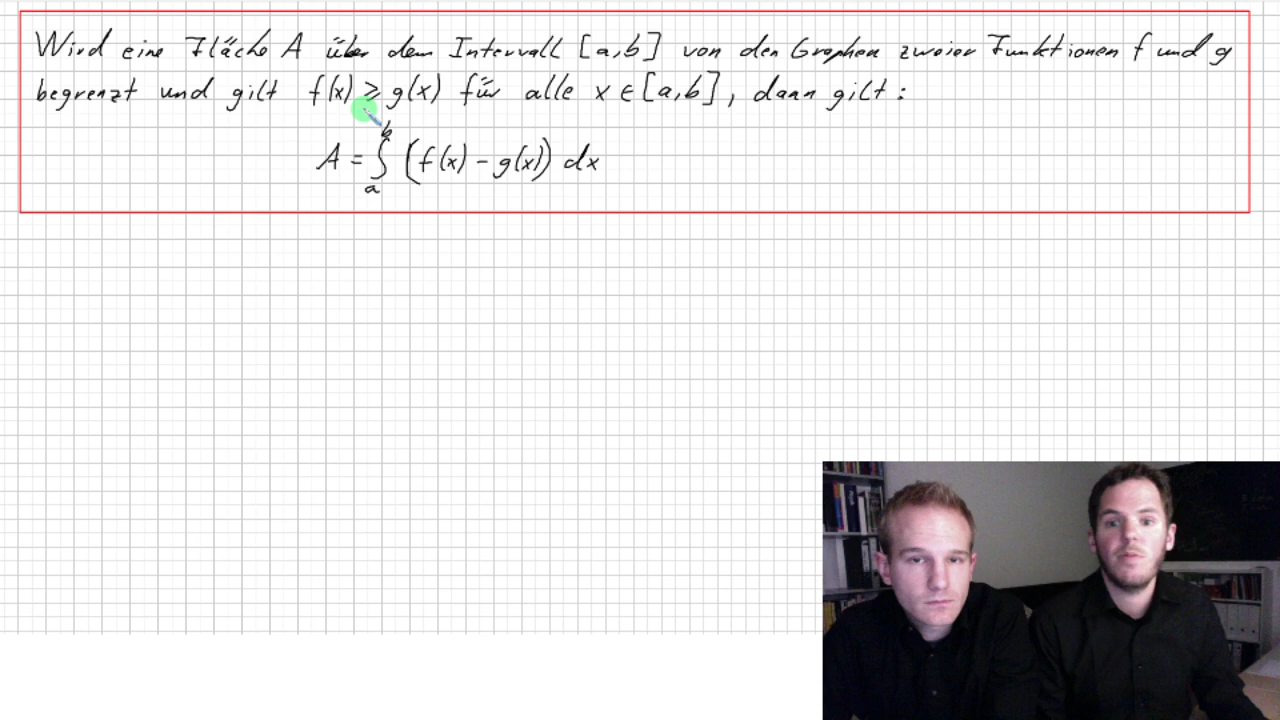 Wird eine Fläche A über dem Intervall [a,b] von den Graphen zweier Funktionen f und g
begrenzt und gilt f(x) ≥ g(x) für alle x ∈ [a,b], dann gilt:
A = ∫_a^b (f(x) - g(x)) dx